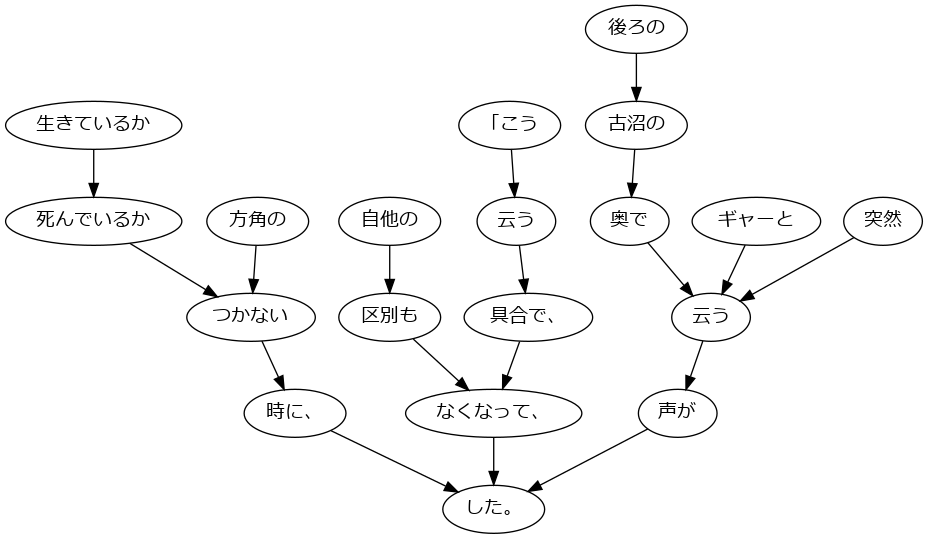 後ろの
生きているか
「こう
古沼の
死んでいるか
方角の
自他の
云う
奥で
ギャーと
突然
つかない
区別も
具合で、
云う
時に、
なくなって、
声が
した。